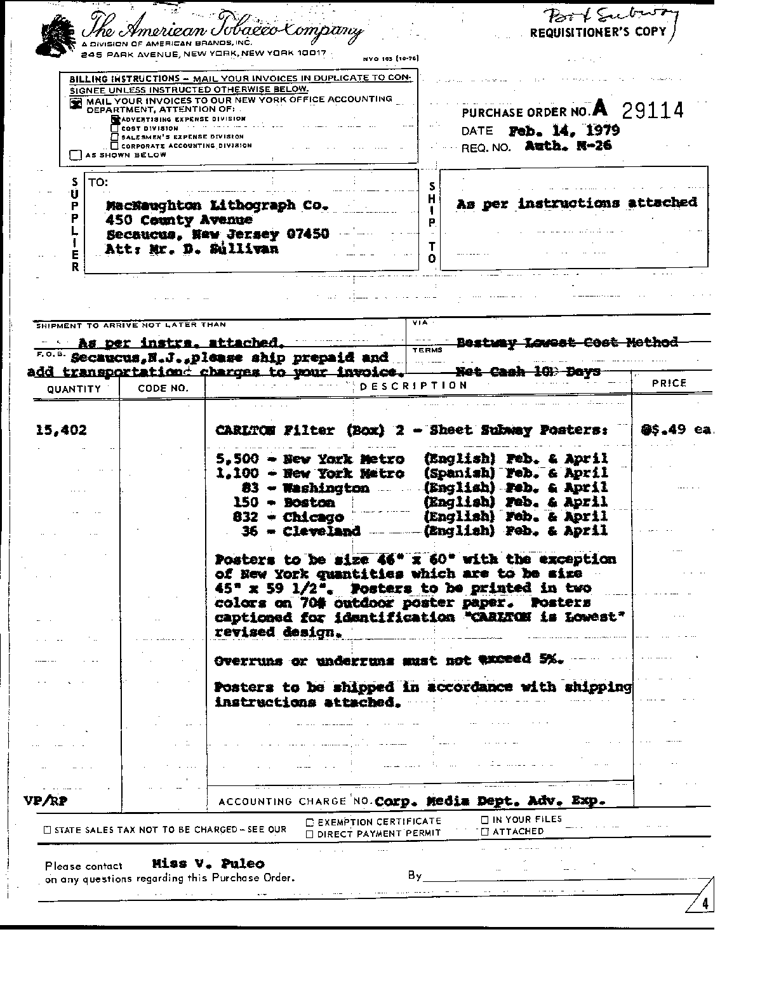 The American Tobacco Company
A DIVISION OF AMERICAN BRANDS, INC.
245 PARK AVENUE, NEW YORK, NEW YORK 10017
NYO 103 (10-76)
Subway
REQUISITIONER'S COPY
BILLING INSTRUCTIONS – MAIL YOUR INVOICES IN DUPLICATE TO CON-
SIGNEE UNLESS INSTRUCTED OTHERWISE BELOW.
MAIL YOUR INVOICES TO OUR NEW YORK OFFICE ACCOUNTING
DEPARTMENT, ATTENTION OF:
ADVERTISING EXPENSE DIVISION
COST DIVISION
SALESMEN'S EXPENSE DIVISION
CORPORATE ACCOUNTING DIVISION
AS SHOWN BELOW
PURCHASE ORDER NO. A 29114
DATE Feb. 14, 1979
REQ. NO. Auth. M-26
SUPPLIER
TO:
MacNaughton Lithograph Co.
450 County Avenue
Secaucus, New Jersey 07450
Att: Mr. D. Sullivan
SHIP TO
As per instructions attached
SHIPMENT TO ARRIVE NOT LATER THAN
As per instrs. attached.
VIA
Bestway Lowest Cost Method
F.O.B. Secaucus,N.J.,please ship prepaid and
add transportation charges to your invoice.
TERMS
Net Cash 10 Days
QUANTITY CODE NO. DESCRIPTION PRICE
15,402 CARLTON Filter (Box) 2 - Sheet Subway Posters: @$.49 ea.
5,500 - New York Metro (English) Feb. & April
1,100 - New York Metro (Spanish) Feb. & April
83 - Washington (English) Feb. & April
150 - Boston (English) Feb. & April
832 - Chicago (English) Feb. & April
36 - Cleveland (English) Feb. & April
Posters to be size 46" x 60" with the exception
of New York quantities which are to be size
45" x 59 1/2". Posters to be printed in two
colors on 70# outdoor poster paper. Posters
captioned for identification "CARLTON is Lowest"
revised design.
Overruns or underruns must not exceed 5%.
Posters to be shipped in accordance with shipping
instructions attached.
VP/RP
ACCOUNTING CHARGE NO. Corp. Media Dept. Adv. Exp.
STATE SALES TAX NOT TO BE CHARGED – SEE OUR
EXEMPTION CERTIFICATE
DIRECT PAYMENT PERMIT
IN YOUR FILES
ATTACHED
Please contact Miss V. Puleo
on any questions regarding this Purchase Order.
By
4